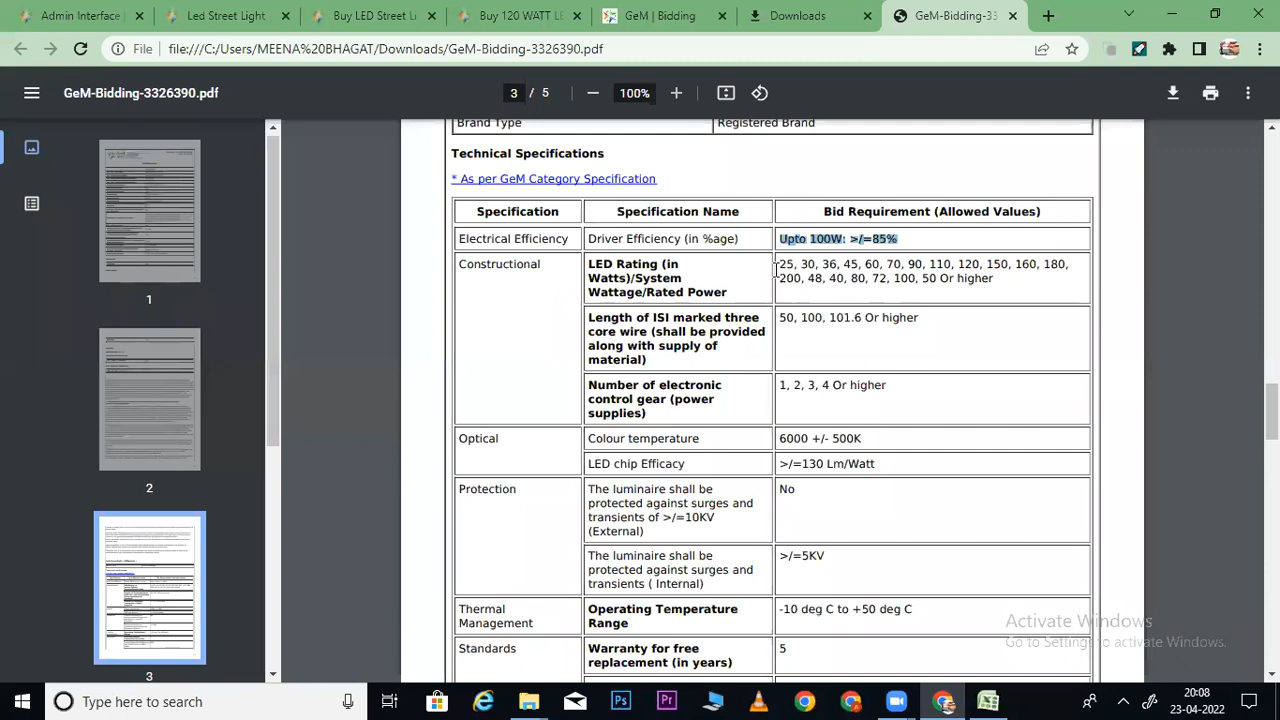 Admin Interface
Led Street Light
Buy LED Street Li
Buy 120 WATT LE
GeM | Bidding
Downloads
GeM-Bidding-33
File
file:///C:/Users/MEENA%20BHAGAT/Downloads/GeM-Bidding-3326390.pdf
GeM-Bidding-3326390.pdf
3 / 5
100%
1
2
3
Brand Type
Registered Brand
Technical Specifications
* As per GeM Category Specification
Specification
Specification Name
Bid Requirement (Allowed Values)
Electrical Efficiency
Driver Efficiency (in %age)
Upto 100W: >/=85%
Constructional
LED Rating (in
Watts)/System
Wattage/Rated Power
25, 30, 36, 45, 60, 70, 90, 110, 120, 150, 160, 180,
200, 48, 40, 80, 72, 100, 50 Or higher
Length of ISI marked three
core wire (shall be provided
along with supply of
material)
50, 100, 101.6 Or higher
Number of electronic
control gear (power
supplies)
1, 2, 3, 4 Or higher
Optical
Colour temperature
6000 +/- 500K
LED chip Efficacy
>/=130 Lm/Watt
Protection
The luminaire shall be
protected against surges and
transients of >/=10KV
(External)
No
The luminaire shall be
protected against surges and
transients ( Internal)
>/=5KV
Thermal
Management
Operating Temperature
Range
-10 deg C to +50 deg C
Standards
Warranty for free
replacement (in years)
5
Activate Windows
Go to Settings to activate Windows.
Type here to search
20:08
23-04-2022